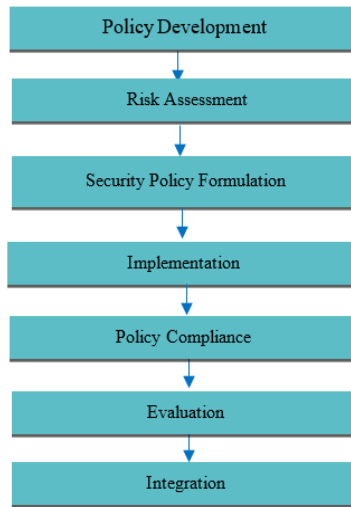 Policy Development
Risk Assessment
Security Policy Formulation
Implementation
Policy Compliance
Evaluation
Integration